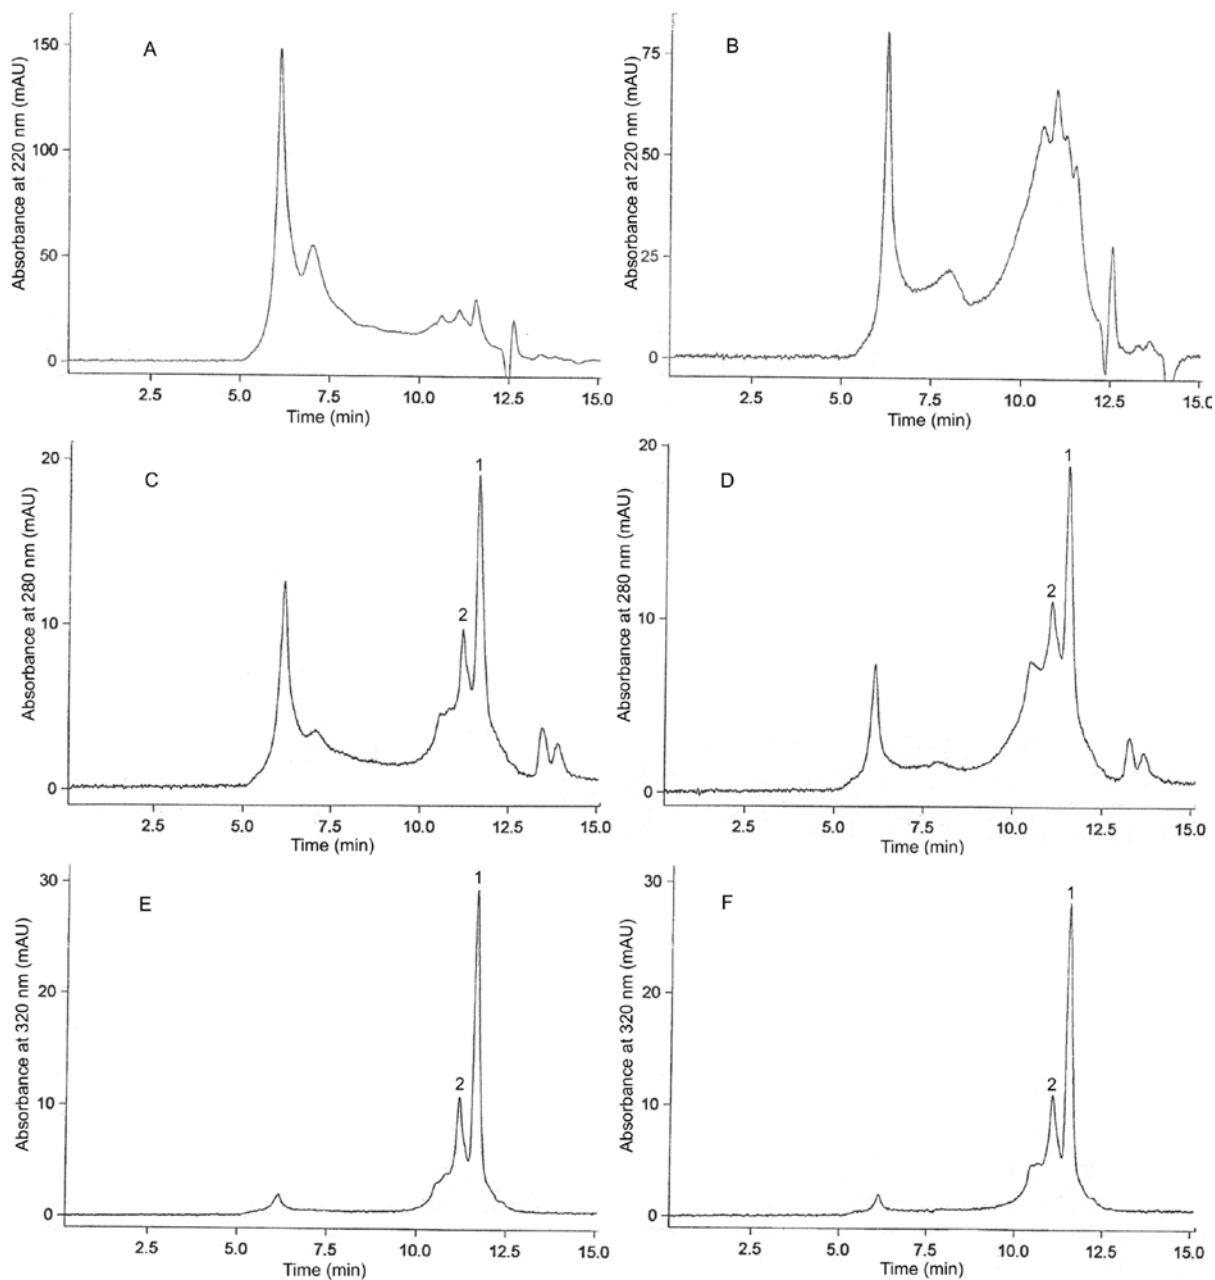 A
Absorbance at 220 nm (mAU)
150
100
50
0
2.5 5.0 7.5 10.0 12.5 15.0
Time (min)
B
Absorbance at 220 nm (mAU)
75
50
25
0
2.5 5.0 7.5 10.0 12.5 15.0
Time (min)
C
Absorbance at 280 nm (mAU)
20
10
0
1
2
2.5 5.0 7.5 10.0 12.5 15.0
Time (min)
D
Absorbance at 280 nm (mAU)
20
10
0
1
2
2.5 5.0 7.5 10.0 12.5 15.0
Time (min)
E
Absorbance at 320 nm (mAU)
30
20
10
0
1
2
2.5 5.0 7.5 10.0 12.5 15.0
Time (min)
F
Absorbance at 320 nm (mAU)
30
20
10
0
1
2
2.5 5.0 7.5 10.0 12.5 15.0
Time (min)